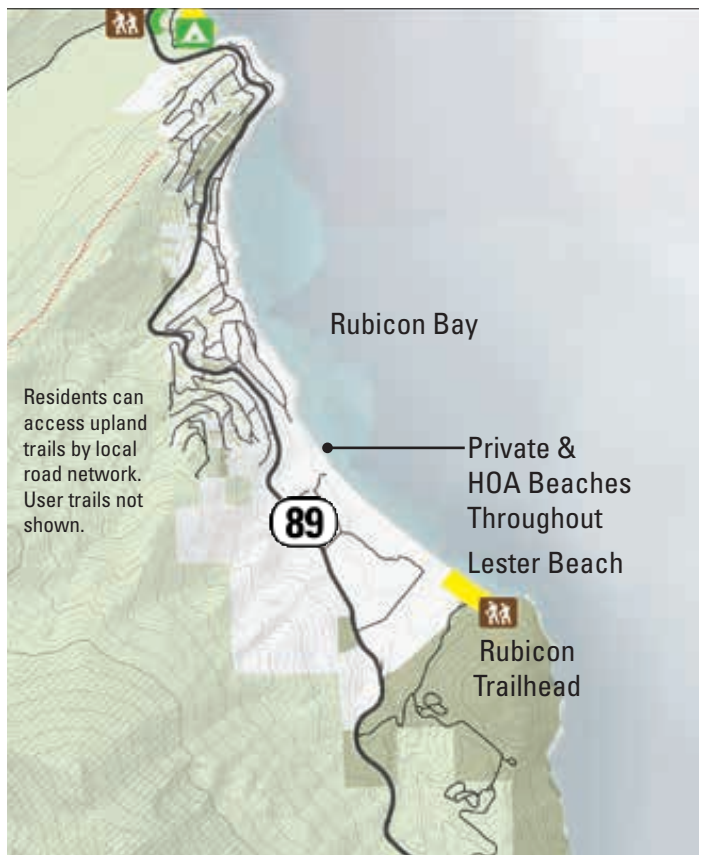 Rubicon Bay
Residents can
access upland
trails by local
road network.
User trails not
shown.
Private &
HOA Beaches
Throughout
89
Lester Beach
Rubicon
Trailhead